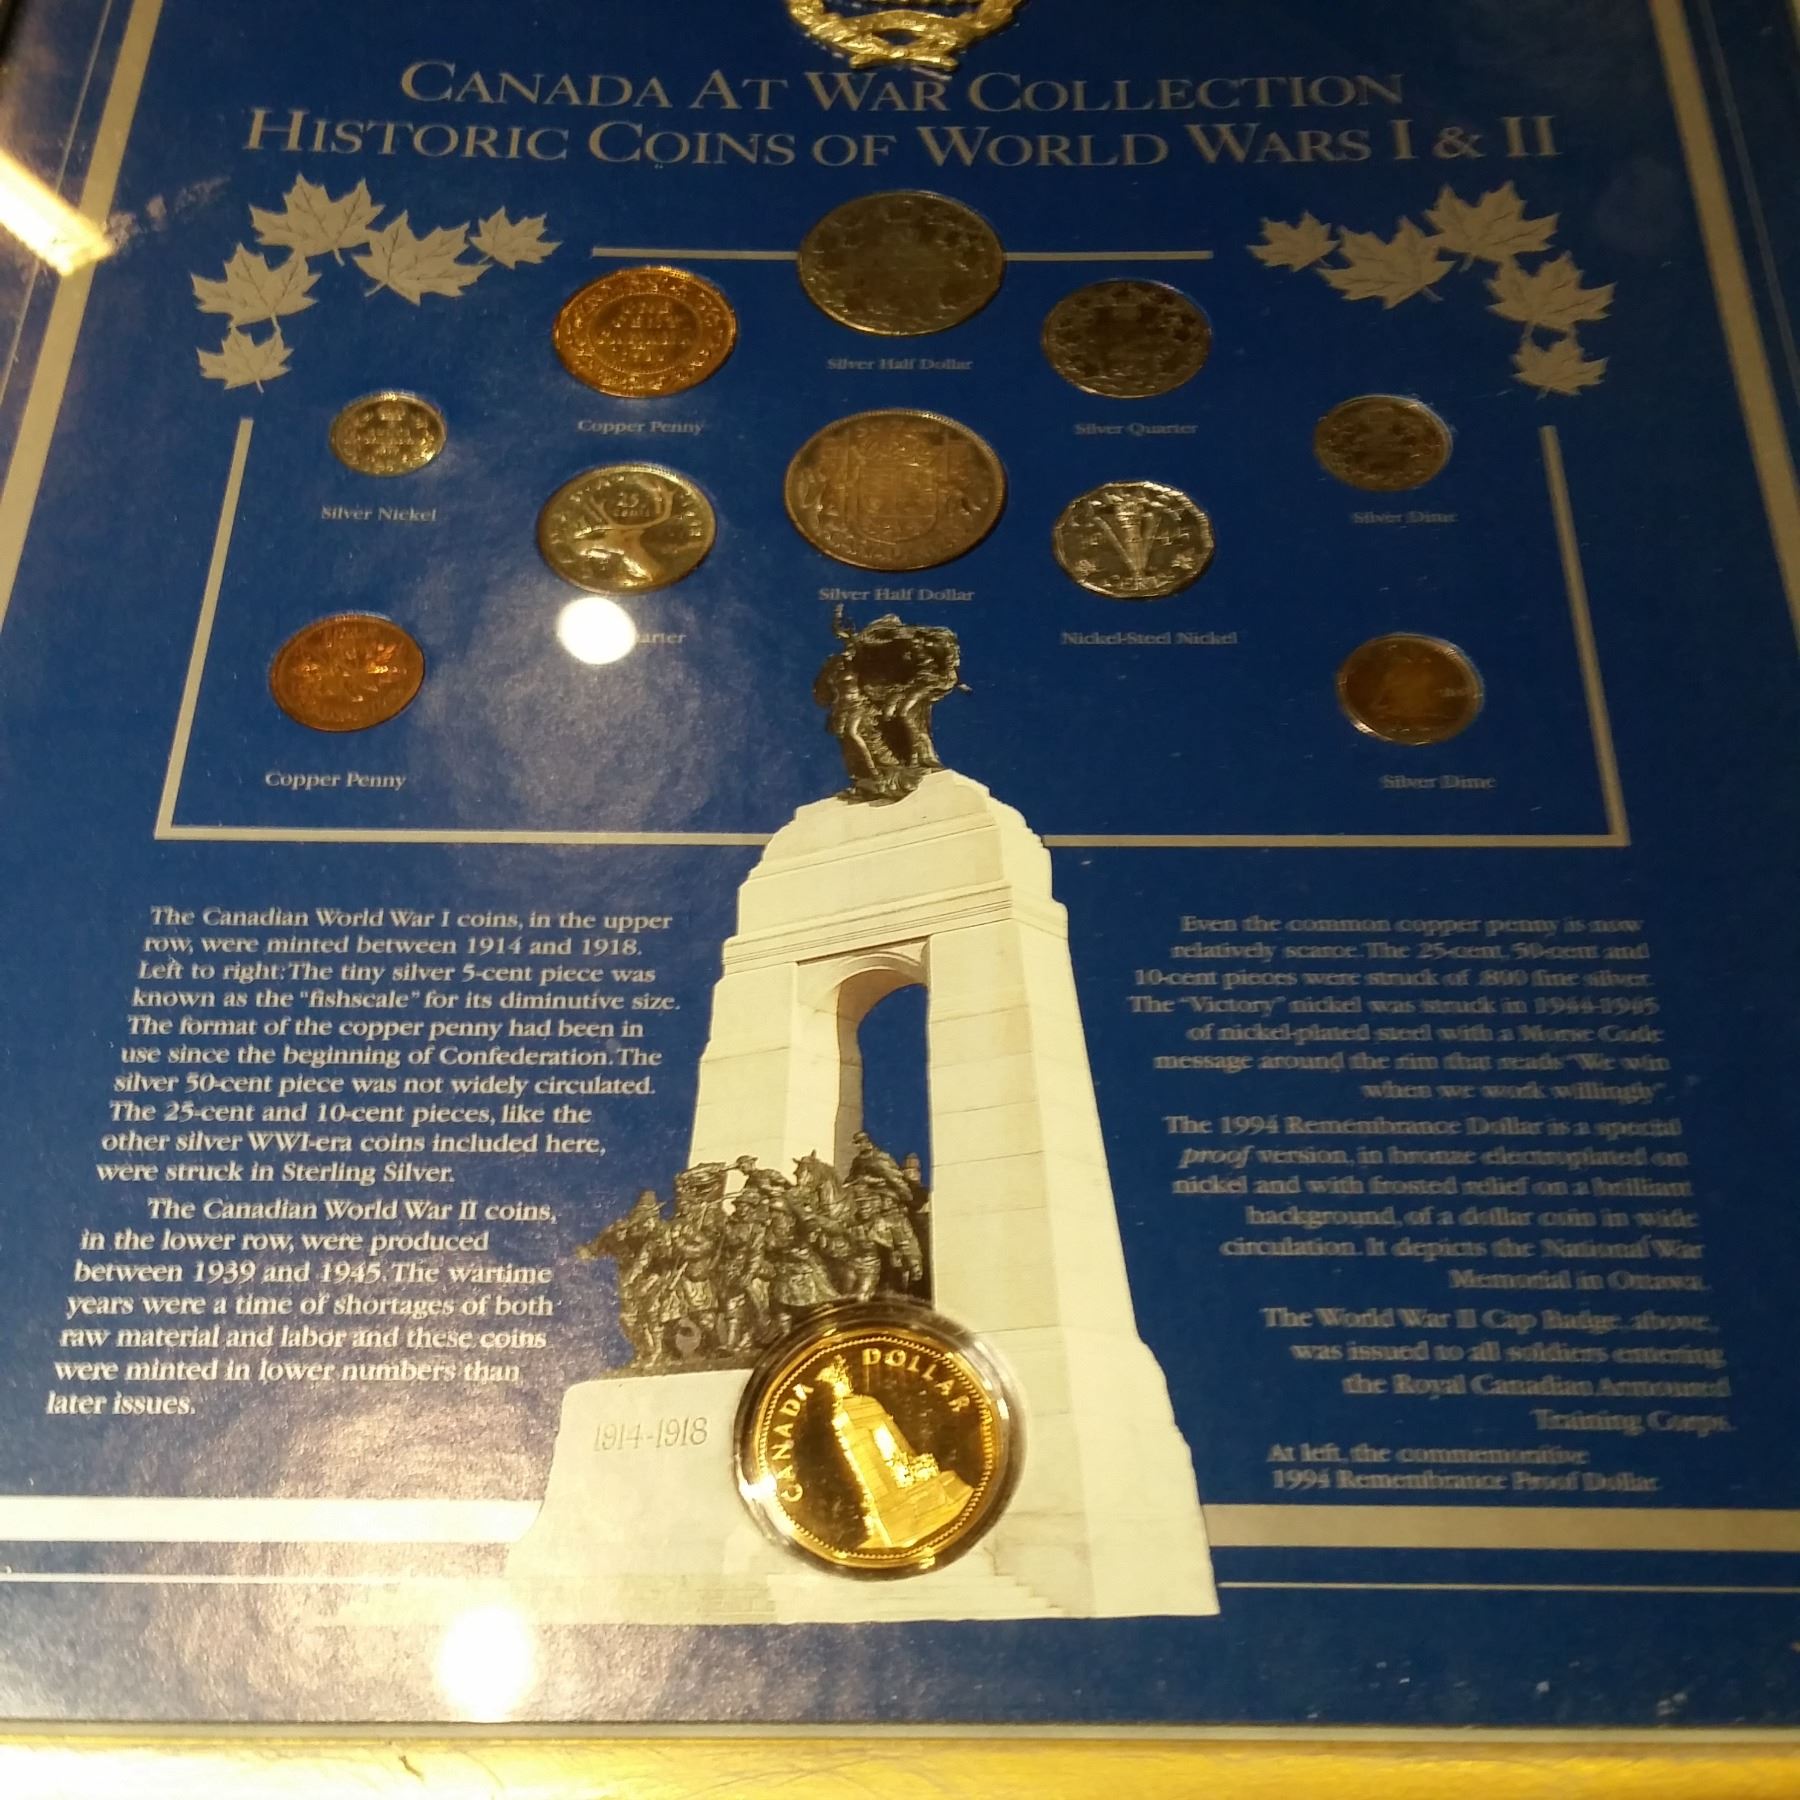 CANADA AT WAR COLLECTION
HISTORIC COINS OF WORLD WARS I & II
Silver Half Dollar
Copper Penny
Silver Quarter
Silver Nickel
Silver Dime
25
CENTS
Silver Half Dollar
Nickel-Steel Nickel
Copper Penny
Silver Dime
The Canadian World War I coins, in the upper
row, were minted between 1914 and 1918.
Left to right: The tiny silver 5-cent piece was
known as the "fishscale" for its diminutive size.
The format of the copper penny had been in
use since the beginning of Confederation. The
silver 50-cent piece was not widely circulated.
The 25-cent and 10-cent pieces, like the
other silver WWI-era coins included here,
were struck in Sterling Silver.
The Canadian World War II coins,
in the lower row, were produced
between 1939 and 1945. The wartime
years were a time of shortages of both
raw material and labor and these coins
were minted in lower numbers than
later issues.
Even the common copper penny is now
relatively scarce. The 25-cent, 50-cent and
10-cent pieces were struck of .800 fine silver.
The "Victory" nickel was struck in 1944-1945
of nickel-plated steel with a Morse Code
message around the rim that reads "We win
when we work willingly".
The 1994 Remembrance Dollar is a special
proof version, in bronze electroplated on
nickel and with frosted relief on a brilliant
background, of a dollar coin in wide
circulation. It depicts the National War
Memorial in Ottawa.
The World War II Cap Badge, above,
was issued to all soldiers entering
the Royal Canadian Armoured
Training Corps.
At left, the commemorative
1994 Remembrance Proof Dollar.
1914-1918
CANADA DOLLAR